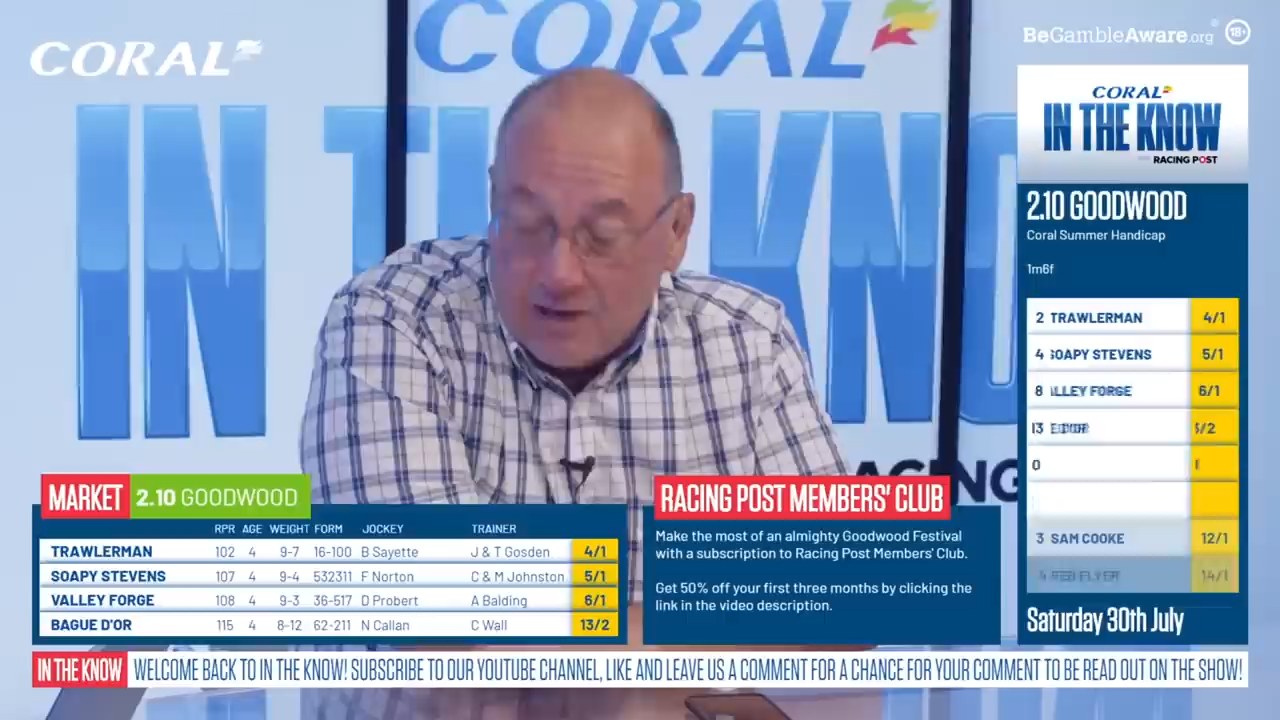 CORAL
CORAL
BeGambleAware.org® 18+
IN THE KNOW
CORAL
IN THE KNOW
RACING POST
2.10 GOODWOOD
Coral Summer Handicap
1m6f
2 TRAWLERMAN 4/1
4 SOAPY STEVENS 5/1
8 VALLEY FORGE 6/1
13
3 SAM COOKE 12/1
14/1
Saturday 30th July
RACING
MARKET 2.10 GOODWOOD
RPR AGE WEIGHT FORM JOCKEY TRAINER
TRAWLERMAN 102 4 9-7 16-100 B Sayette J & T Gosden 4/1
SOAPY STEVENS 107 4 9-4 532311 F Norton C & M Johnston 5/1
VALLEY FORGE 108 4 9-3 36-517 D Probert A Balding 6/1
BAGUE D'OR 115 4 8-12 62-211 N Callan C Wall 13/2
RACING POST MEMBERS' CLUB
Make the most of an almighty Goodwood Festival
with a subscription to Racing Post Members' Club.
Get 50% off your first three months by clicking the
link in the video description.
IN THE KNOW WELCOME BACK TO IN THE KNOW! SUBSCRIBE TO OUR YOUTUBE CHANNEL, LIKE AND LEAVE US A COMMENT FOR A CHANCE FOR YOUR COMMENT TO BE READ OUT ON THE SHOW!